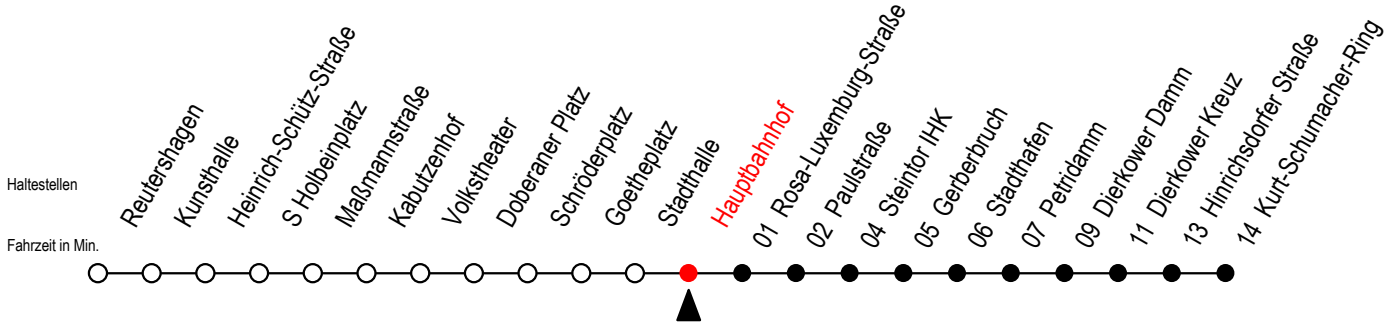 Haltestellen
Reutershagen
Kunsthalle
Heinrich-Schütz-Straße
S Holbeinplatz
Maßmannstraße
Kabutzenhof
Volkstheater
Doberaner Platz
Schröderplatz
Goetheplatz
Stadthalle
Hauptbahnhof
01 Rosa-Luxemburg-Straße
02 Paulstraße
04 Steintor IHK
05 Gerberbruch
06 Stadthafen
07 Petridamm
09 Dierkower Damm
11 Dierkower Kreuz
13 Hinrichsdorfer Straße
14 Kurt-Schumacher-Ring
Fahrzeit in Min.